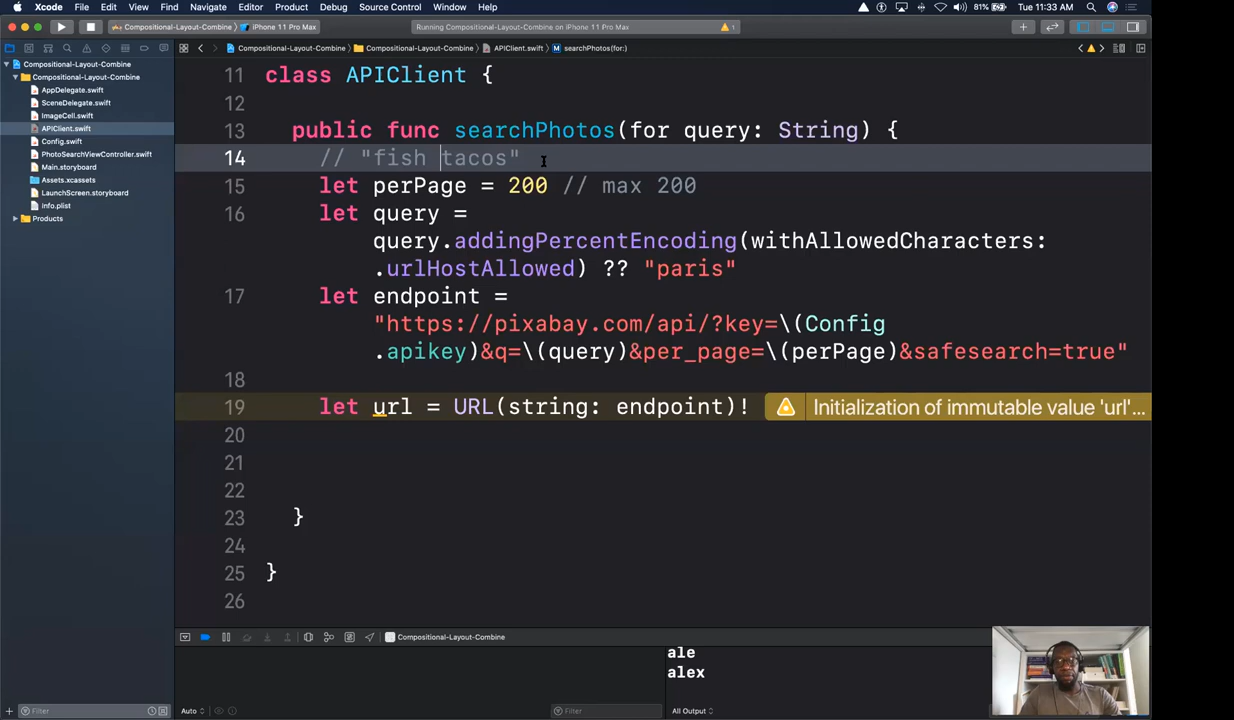 Xcode File Edit View Find Navigate Editor Product Debug Source Control Window Help 81% Tue 11:33 AM
Compositional-Layout-Combine iPhone 11 Pro Max Running Compositional-Layout-Combine on iPhone 11 Pro Max 1
Compositional-Layout-Combine Compositional-Layout-Combine APIClient.swift M searchPhotos(for:)
Compositional-Layout-Combine
Compositional-Layout-Combine
AppDelegate.swift
SceneDelegate.swift
ImageCell.swift
APIClient.swift
Config.swift
PhotoSearchViewController.swift
Main.storyboard
Assets.xcassets
LaunchScreen.storyboard
Info.plist
Products
11 class APIClient {
12
13 public func searchPhotos(for query: String) {
14 // "fish tacos"
15 let perPage = 200 // max 200
16 let query =
query.addingPercentEncoding(withAllowedCharacters:
.urlHostAllowed) ?? "paris"
17 let endpoint =
"https://pixabay.com/api/?key=\(Config
.apikey)&q=\(query)&per_page=\(perPage)&safesearch=true"
18
19 let url = URL(string: endpoint)! Initialization of immutable value 'url'...
20
21
22
23 }
24
25 }
26
Compositional-Layout-Combine
ale
alex
Filter Auto Filter All Output